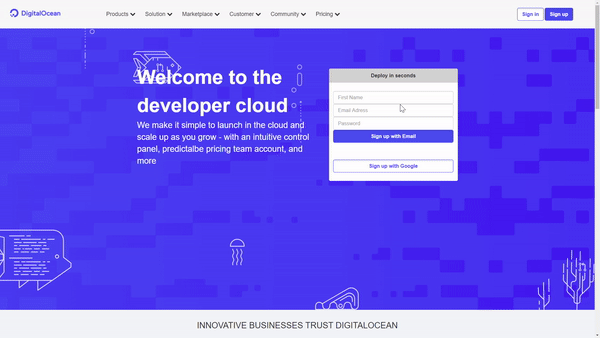 DigitalOcean
Products Solution Marketplace Customer Community Pricing
Sign in Sign up
Welcome to the
developer cloud
We make it simple to launch in the cloud and
scale up as you grow - with an intuitive control
panel, predictalbe pricing team account, and
more
Deploy in seconds
First Name
Email Adress
Password
Sign up with Email
Sign up with Google
INNOVATIVE BUSINESSES TRUST DIGITALOCEAN